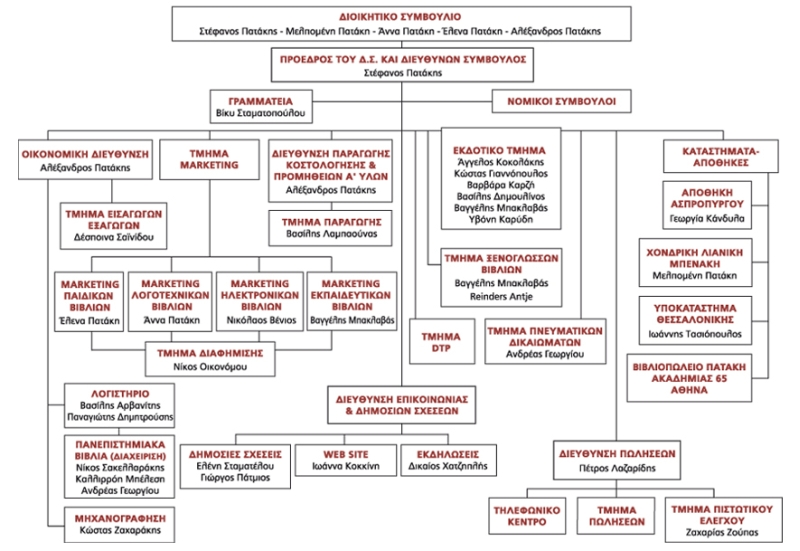 ΔΙΟΙΚΗΤΙΚΟ ΣΥΜΒΟΥΛΙΟ
Στέφανος Πατάκης - Μελπομένη Πατάκη - Άννα Πατάκη - Έλενα Πατάκη - Αλέξανδρος Πατάκης
ΠΡΟΕΔΡΟΣ ΤΟΥ Δ.Σ. ΚΑΙ ΔΙΕΥΘΥΝΩΝ ΣΥΜΒΟΥΛΟΣ
Στέφανος Πατάκης
ΓΡΑΜΜΑΤΕΙΑ
Βίκυ Σταματοπούλου
ΝΟΜΙΚΟΙ ΣΥΜΒΟΥΛΟΙ
ΟΙΚΟΝΟΜΙΚΗ ΔΙΕΥΘΥΝΣΗ
Αλέξανδρος Πατάκης
ΤΜΗΜΑ
MARKETING
ΔΙΕΥΘΥΝΣΗ ΠΑΡΑΓΩΓΗΣ
ΚΟΣΤΟΛΟΓΗΣΗΣ &
ΠΡΟΜΗΘΕΙΩΝ Α' ΥΛΩΝ
Αλέξανδρος Πατάκης
ΕΚΔΟΤΙΚΟ ΤΜΗΜΑ
Άγγελος Κοκολάκης
Κώστας Γιαννόπουλος
Βαρβάρα Καρζή
Βασίλης Δημουλίνος
Βαγγέλης Μπακλαβάς
Υβόνη Καρύδη
ΚΑΤΑΣΤΗΜΑΤΑ-
ΑΠΟΘΗΚΕΣ
ΤΜΗΜΑ ΕΙΣΑΓΩΓΩΝ
ΕΞΑΓΩΓΩΝ
Δέσποινα Σαϊνίδου
ΤΜΗΜΑ ΠΑΡΑΓΩΓΗΣ
Βασίλης Λαμπαούνας
ΑΠΟΘΗΚΗ
ΑΣΠΡΟΠΥΡΓΟΥ
Γεωργία Κάνδυλα
ΤΜΗΜΑ ΞΕΝΟΓΛΩΣΣΩΝ
ΒΙΒΛΙΩΝ
Βαγγέλης Μπακλαβάς
Reinders Antje
ΧΟΝΔΡΙΚΗ ΛΙΑΝΙΚΗ
ΜΠΕΝΑΚΗ
Μελπομένη Πατάκη
MARKETING
ΠΑΙΔΙΚΩΝ
ΒΙΒΛΙΩΝ
Έλενα Πατάκη
MARKETING
ΛΟΓΟΤΕΧΝΙΚΩΝ
ΒΙΒΛΙΩΝ
Άννα Πατάκη
MARKETING
ΗΛΕΚΤΡΟΝΙΚΩΝ
ΒΙΒΛΙΩΝ
Νικόλαος Βένιος
MARKETING
ΕΚΠΑΙΔΕΥΤΙΚΩΝ
ΒΙΒΛΙΩΝ
Βαγγέλης Μπακλαβάς
ΤΜΗΜΑ
DTP
ΤΜΗΜΑ ΠΝΕΥΜΑΤΙΚΩΝ
ΔΙΚΑΙΩΜΑΤΩΝ
Ανδρέας Γεωργίου
ΥΠΟΚΑΤΑΣΤΗΜΑ
ΘΕΣΣΑΛΟΝΙΚΗΣ
Ιωάννης Τασιόπουλος
ΤΜΗΜΑ ΔΙΑΦΗΜΙΣΗΣ
Νίκος Οικονόμου
ΒΙΒΛΙΟΠΩΛΕΙΟ ΠΑΤΑΚΗ
ΑΚΑΔΗΜΙΑΣ 65
ΑΘΗΝΑ
ΛΟΓΙΣΤΗΡΙΟ
Βασίλης Αρβανίτης
Παναγιώτης Δημητρούσης
ΔΙΕΥΘΥΝΣΗ ΕΠΙΚΟΙΝΩΝΙΑΣ
& ΔΗΜΟΣΙΩΝ ΣΧΕΣΕΩΝ
ΠΑΝΕΠΙΣΤΗΜΙΑΚΑ
ΒΙΒΛΙΑ (ΔΙΑΧΕΙΡΙΣΗ)
Νίκος Σακελλαράκης
Καλλιρρόη Μπέλεση
Ανδρέας Γεωργίου
ΔΗΜΟΣΙΕΣ ΣΧΕΣΕΙΣ
Ελένη Σταματέλου
Γιώργος Πάτμιος
WEB SITE
Ιωάννα Κοκκίνη
ΕΚΔΗΛΩΣΕΙΣ
Δικαίος Χατζηπλής
ΔΙΕΥΘΥΝΣΗ ΠΩΛΗΣΕΩΝ
Πέτρος Λαζαρίδης
ΜΗΧΑΝΟΓΡΑΦΗΣΗ
Κώστας Ζαχαράκης
ΤΗΛΕΦΩΝΙΚΟ
ΚΕΝΤΡΟ
ΤΜΗΜΑ
ΠΩΛΗΣΕΩΝ
ΤΜΗΜΑ ΠΙΣΤΩΤΙΚΟΥ
ΕΛΕΓΧΟΥ
Ζαχαρίας Ζούπας